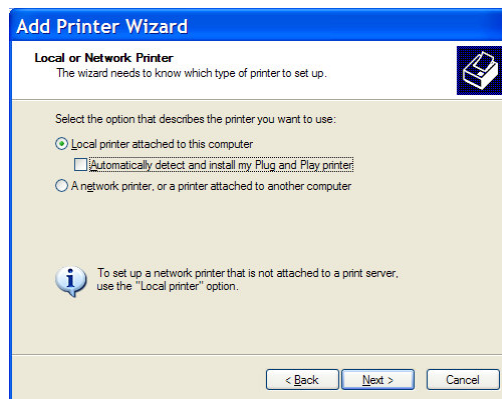 Add Printer Wizard
Local or Network Printer
The wizard needs to know which type of printer to set up.
Select the option that describes the printer you want to use:
Local printer attached to this computer
Automatically detect and install my Plug and Play printer
A network printer, or a printer attached to another computer
To set up a network printer that is not attached to a print server,
use the "Local printer" option.
< Back Next > Cancel